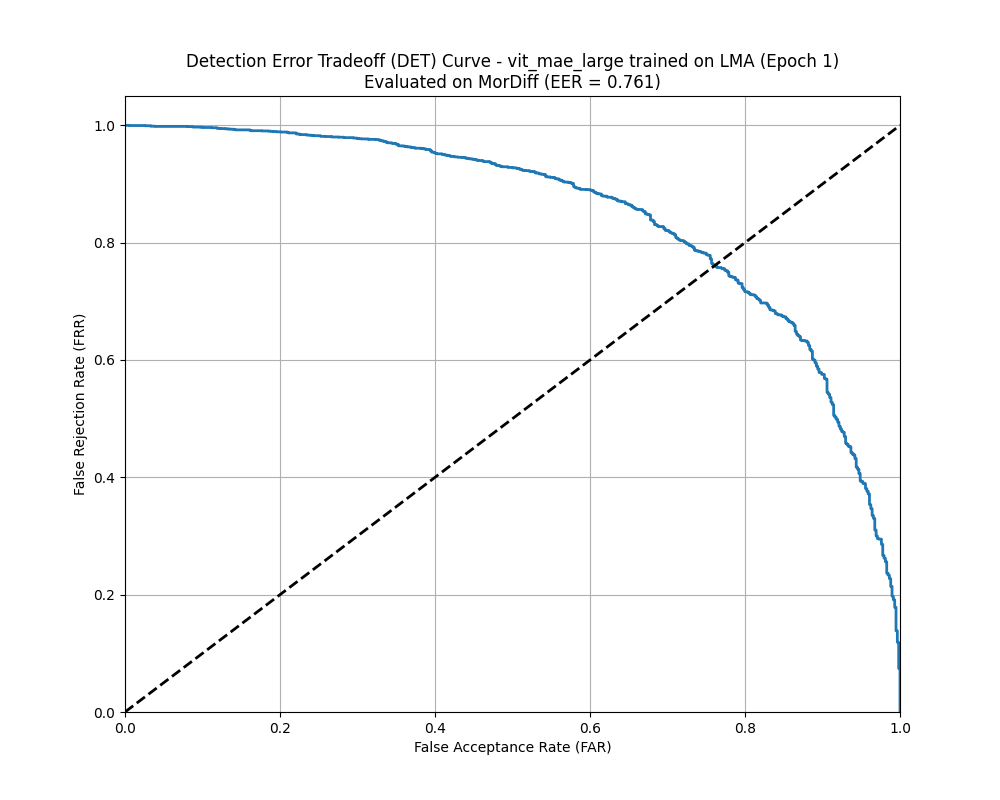 Detection Error Tradeoff (DET) Curve - vit_mae_large trained on LMA (Epoch 1)
Evaluated on MorDiff (EER = 0.761)
1.0
0.8
0.6
0.4
0.2
0.0
False Rejection Rate (FRR)
0.0 0.2 0.4 0.6 0.8 1.0
False Acceptance Rate (FAR)